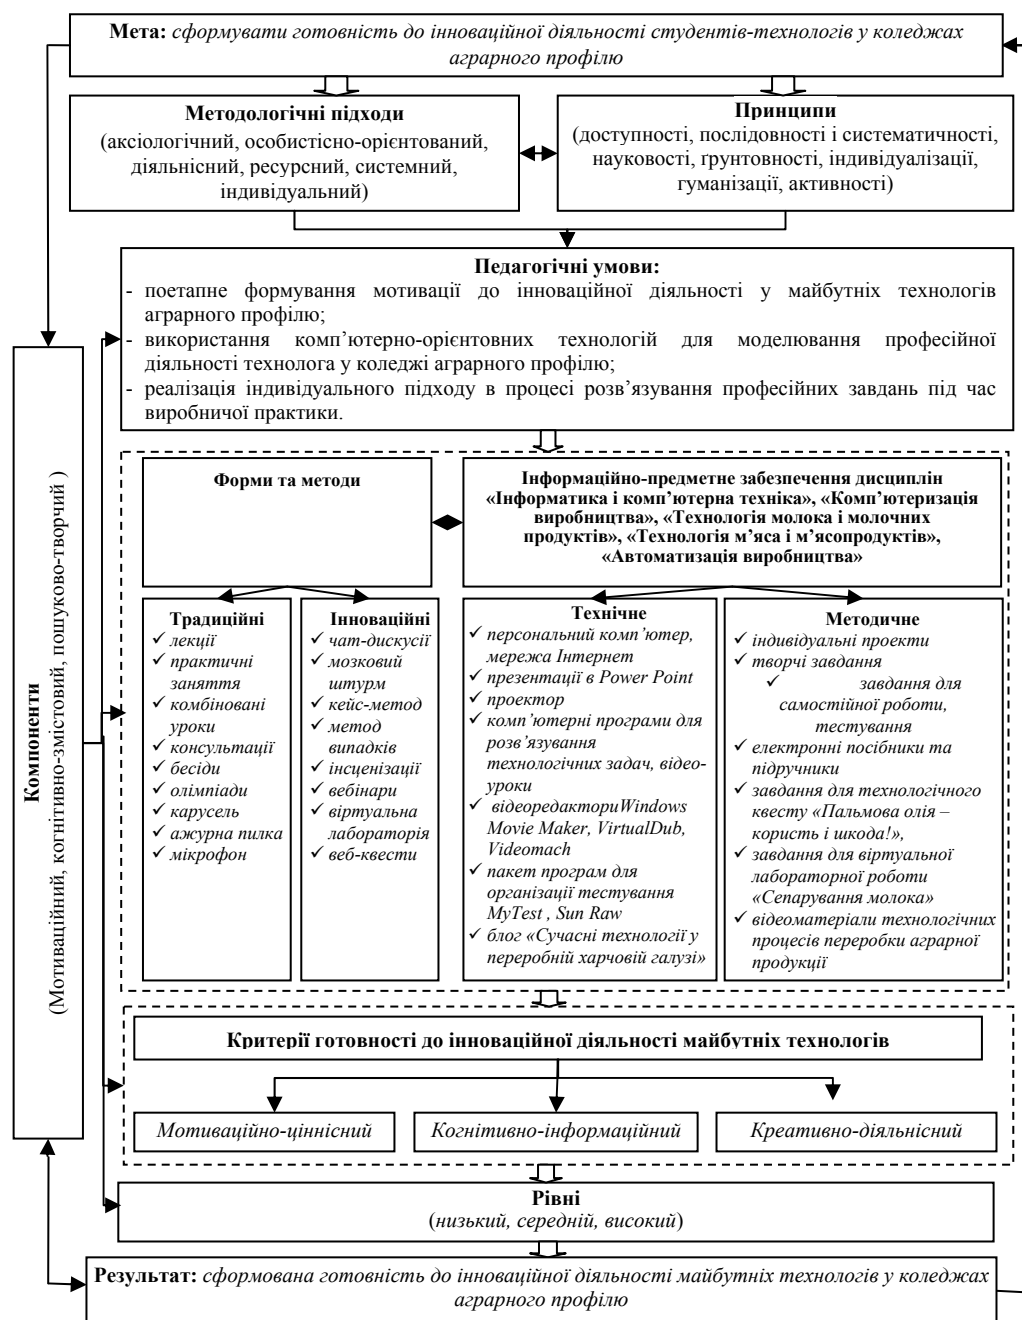 Мета: сформувати готовність до інноваційної діяльності студентів-технологів у коледжах
аграрного профілю
Методологічні підходи
(аксіологічний, особистісно-орієнтований,
діяльнісний, ресурсний, системний,
індивідуальний)
Принципи
(доступності, послідовності і систематичності,
науковості, ґрунтовності, індивідуалізації,
гуманізації, активності)
Педагогічні умови:
- поетапне формування мотивації до інноваційної діяльності у майбутніх технологів
аграрного профілю;
- використання комп’ютерно-орієнтовних технологій для моделювання професійної
діяльності технолога у коледжі аграрного профілю;
- реалізація індивідуального підходу в процесі розв’язування професійних завдань під час
виробничої практики.
Компоненти
(Мотиваційний, когнітивно-змістовий, пошуково-творчий )
Форми та методи
Інформаційно-предметне забезпечення дисциплін
«Інформатика і комп’ютерна техніка», «Комп’ютеризація
виробництва», «Технологія молока і молочних
продуктів», «Технологія м’яса і м’ясопродуктів»,
«Автоматизація виробництва»
Традиційні
✓ лекції
✓ практичні
заняття
✓ комбіновані
уроки
✓ консультації
✓ бесіди
✓ олімпіади
✓ карусель
✓ ажурна пилка
✓ мікрофон
Інноваційні
✓ чат-дискусії
✓ мозковий
штурм
✓ кейс-метод
✓ метод
випадків
✓ інсценізації
✓ вебінари
✓ віртуальна
лабораторія
✓ веб-квести
Технічне
✓ персональний комп’ютер,
мережа Інтернет
✓ презентації в Power Point
✓ проектор
✓ комп’ютерні програми для
розв’язування
технологічних задач, відео-
уроки
✓ відеоредакториWindows
Movie Maker, VirtualDub,
Videomach
✓ пакет програм для
організації тестування
MyTest , Sun Raw
✓ блог «Сучасні технології у
переробній харчовій галузі»
Методичне
✓ індивідуальні проекти
✓ творчі завдання
✓ завдання для
самостійної роботи,
тестування
✓ електронні посібники та
підручники
✓ завдання для технологічного
квесту «Пальмова олія –
користь і шкода!»,
✓ завдання для віртуальної
лабораторної роботи
«Сепарування молока»
✓ відеоматеріали технологічних
процесів переробки аграрної
продукції
Критерії готовності до інноваційної діяльності майбутніх технологів
Мотиваційно-ціннісний
Когнітивно-інформаційний
Креативно-діяльнісний
Рівні
(низький, середній, високий)
Результат: сформована готовність до інноваційної діяльності майбутніх технологів у коледжах
аграрного профілю